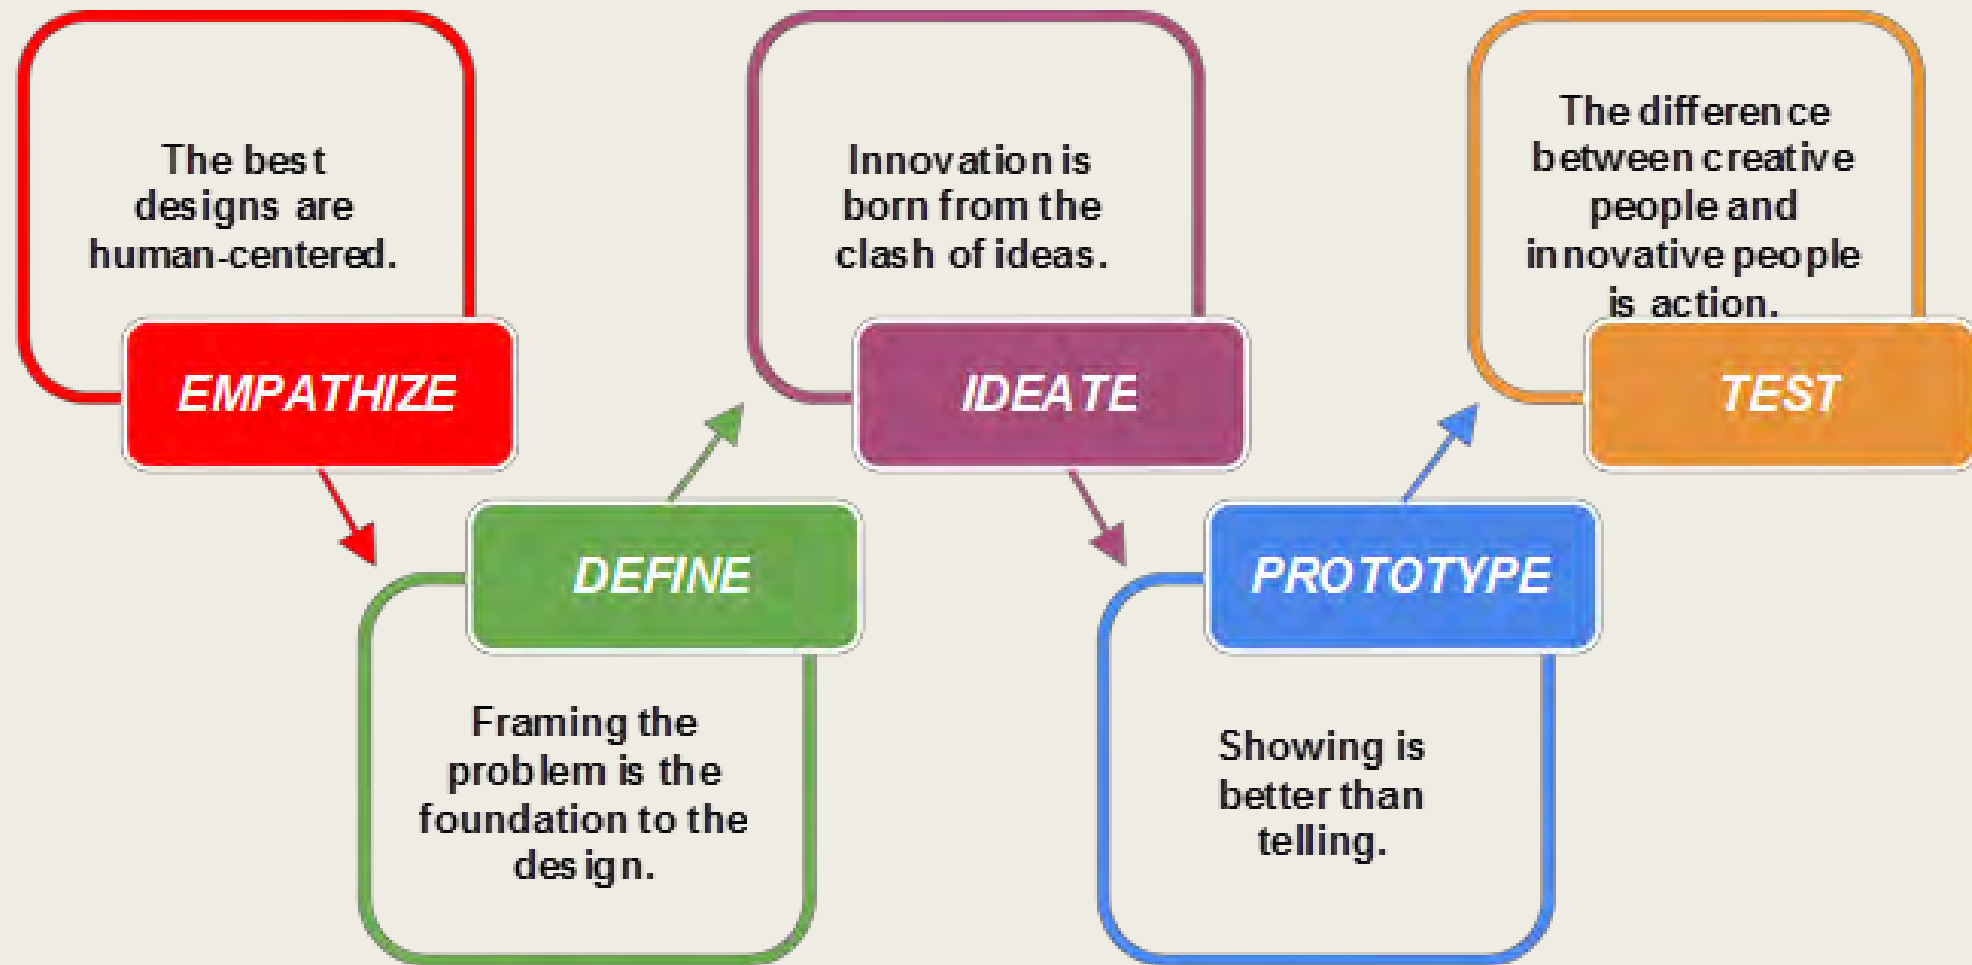 The best
designs are
human-centered.
EMPATHIZE
DEFINE
Framing the
problem is the
foundation to the
design.
Innovation is
born from the
clash of ideas.
IDEATE
PROTOTYPE
Showing is
better than
telling.
The difference
between creative
people and
innovative people
is action.
TEST